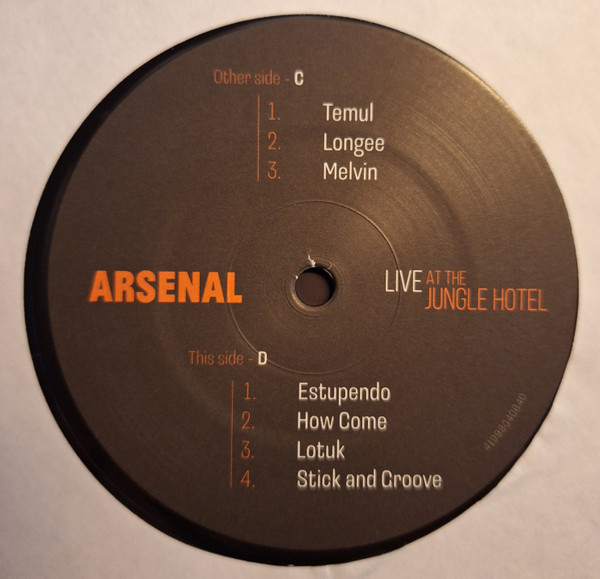 Other side - C
1. Temul
2. Longee
3. Melvin
ARSENAL
LIVE AT THE
JUNGLE HOTEL
This side - D
1. Estupendo
2. How Come
3. Lotuk
4. Stick and Groove